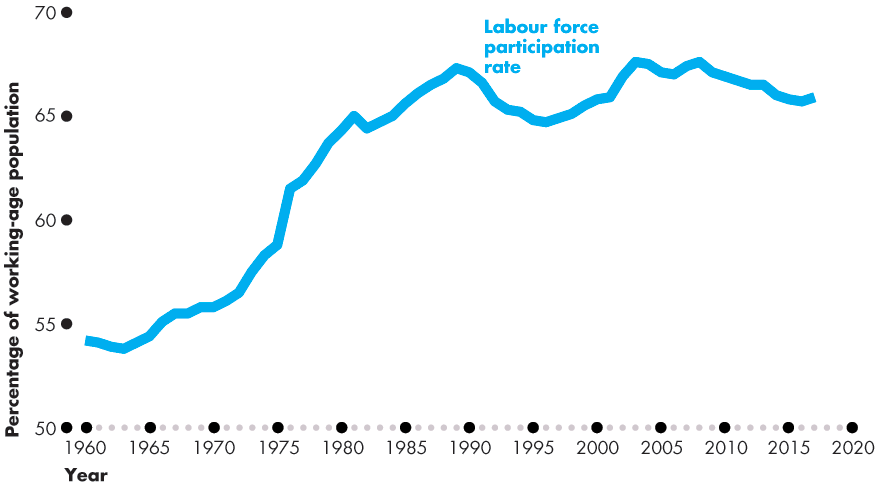 70
Labour force
participation
rate
65
60
55
50
Percentage of working-age population
1960 1965 1970 1975 1980 1985 1990 1995 2000 2005 2010 2015 2020
Year